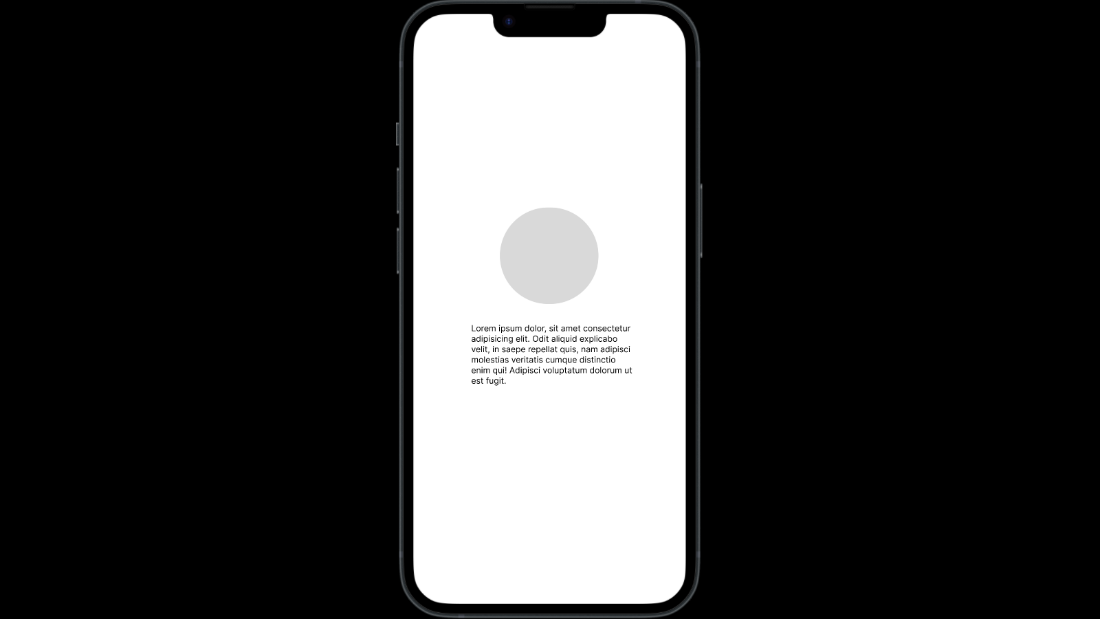 Lorem ipsum dolor, sit amet consectetur
adipisicing elit. Odit aliquid explicabo
velit, in saepe repellat quis, nam adipisci
molestias veritatis cumque distinctio
enim qui! Adipisci voluptatum dolorum ut
est fugit.